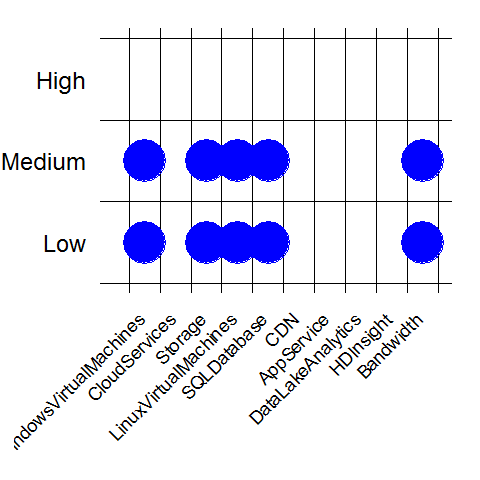 High
Medium
Low
ndowsVirtualMachines
CloudServices
Storage
LinuxVirtualMachines
SQLDatabase
CDN
AppService
DataLakeAnalytics
HDInsight
Bandwidth